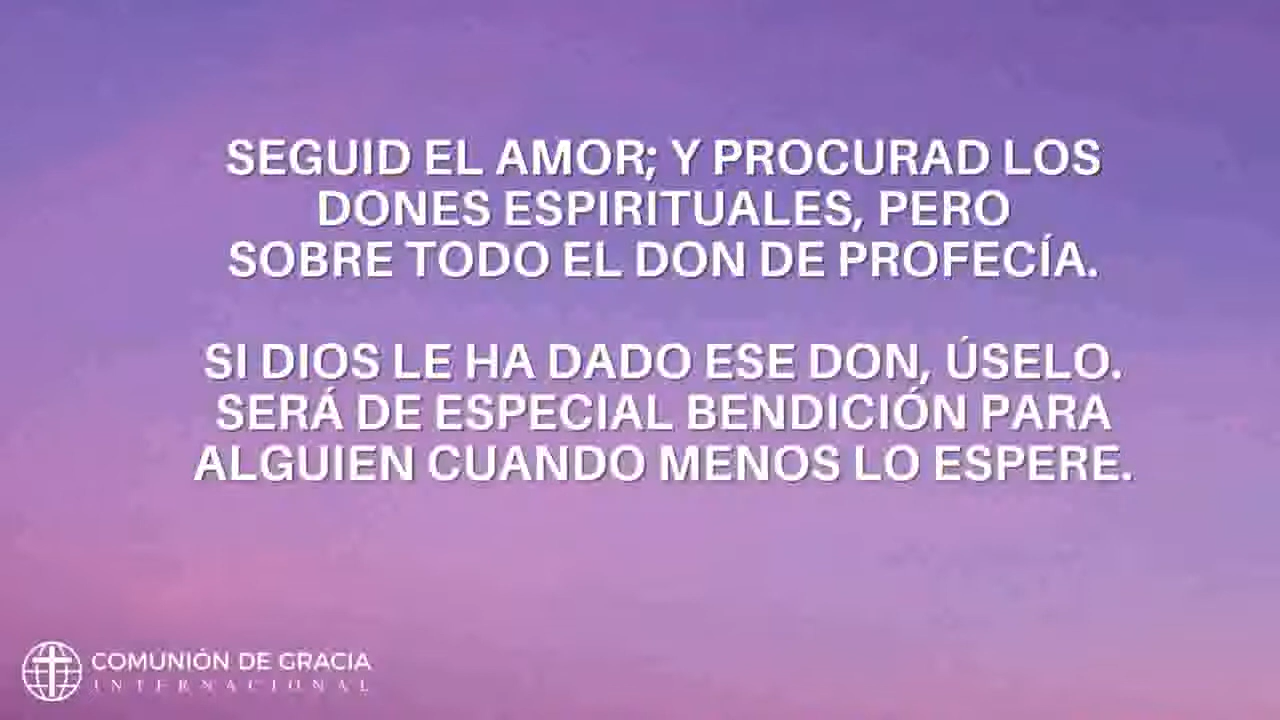 SEGUID EL AMOR; Y PROCURAD LOS
DONES ESPIRITUALES, PERO
SOBRE TODO EL DON DE PROFECÍA.
SI DIOS LE HA DADO ESE DON, ÚSELO.
SERÁ DE ESPECIAL BENDICIÓN PARA
ALGUIEN CUANDO MENOS LO ESPERE.
COMUNIÓN DE GRACIA
INTERNACIONAL